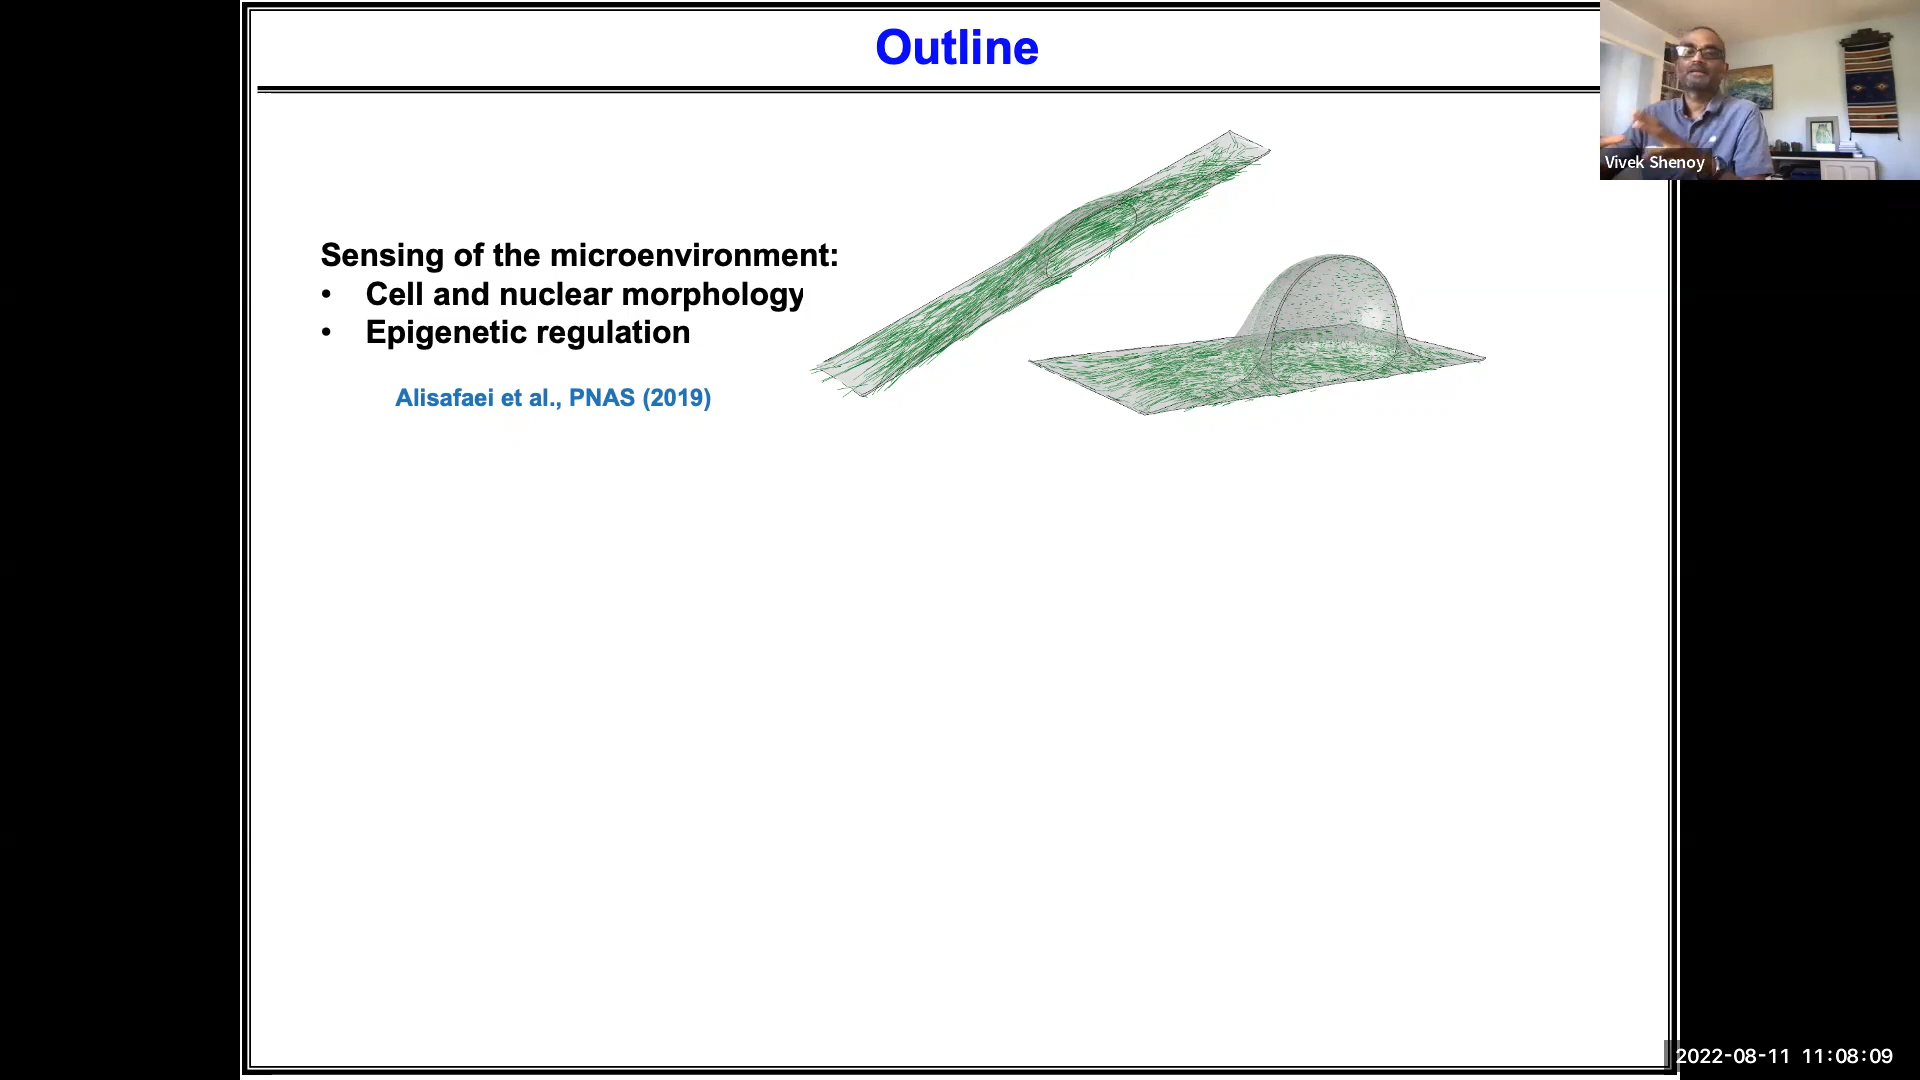 Outline
Vivek Shenoy
Sensing of the microenvironment:
• Cell and nuclear morphology
• Epigenetic regulation
Alisafaei et al., PNAS (2019)
2022-08-11 11:08:09